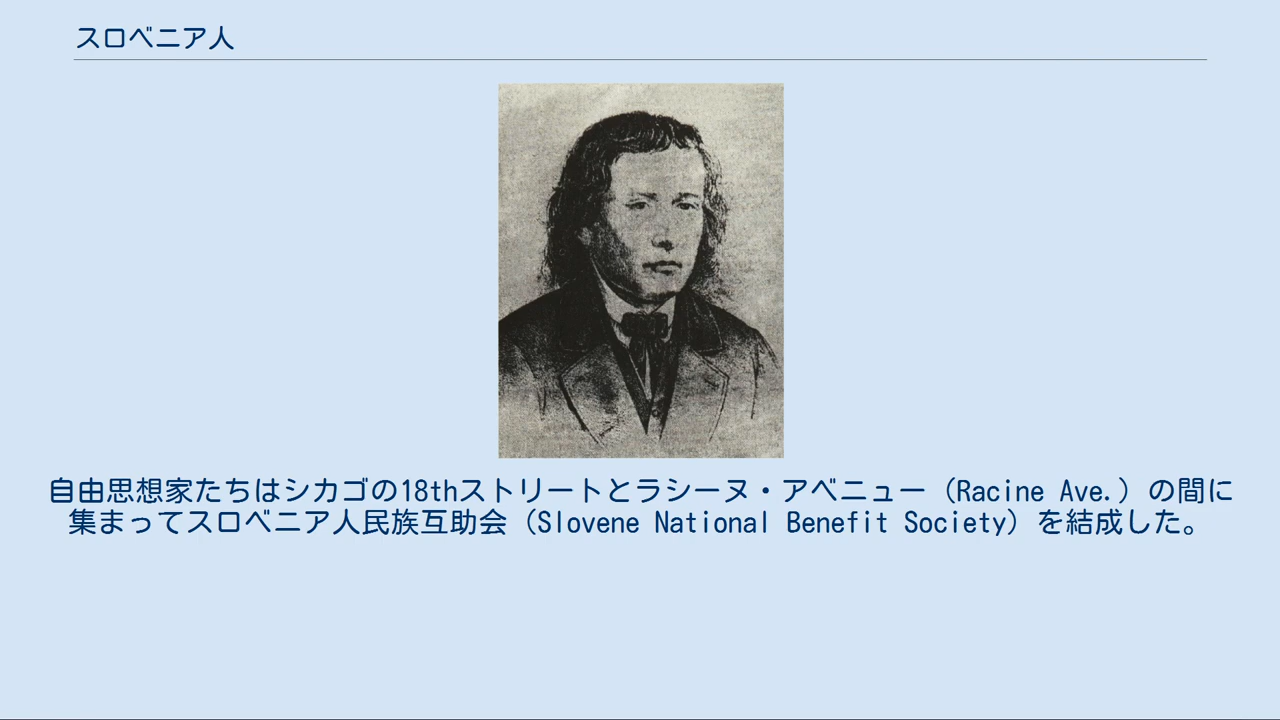 スロベニア人
自由思想家たちはシカゴの18thストリートとラシーヌ・アベニュー（Racine Ave.）の間に
集まってスロベニア人民族互助会（Slovene National Benefit Society）を結成した。